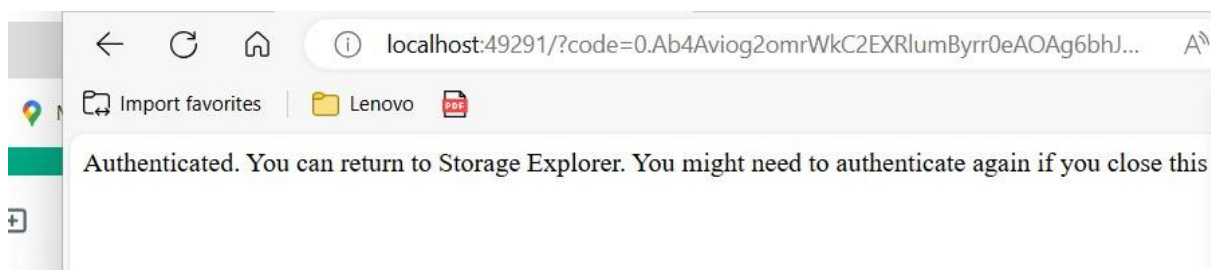 localhost:49291/?code=0.Ab4Aviog2omrWkC2EXRlumByrr0eAOAg6bhJ...
Import favorites Lenovo PDF
Authenticated. You can return to Storage Explorer. You might need to authenticate again if you close this